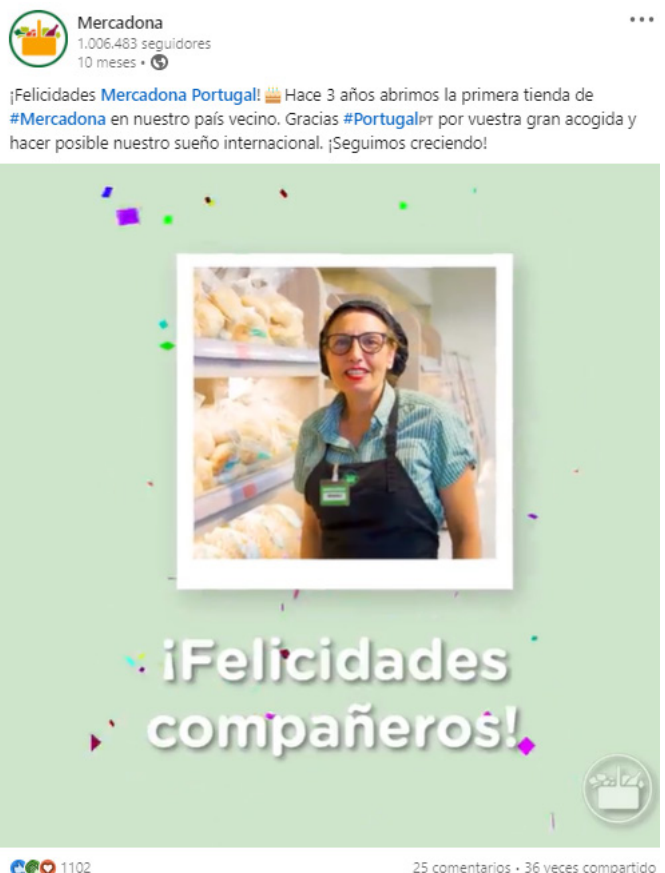 Mercadona
1.006.483 seguidores
10 meses •
¡Felicidades Mercadona Portugal! 🎂 Hace 3 años abrimos la primera tienda de
#Mercadona en nuestro país vecino. Gracias #PortugalPT por vuestra gran acogida y
hacer posible nuestro sueño internacional. ¡Seguimos creciendo!
¡Felicidades
compañeros!
1102
25 comentarios • 36 veces compartido